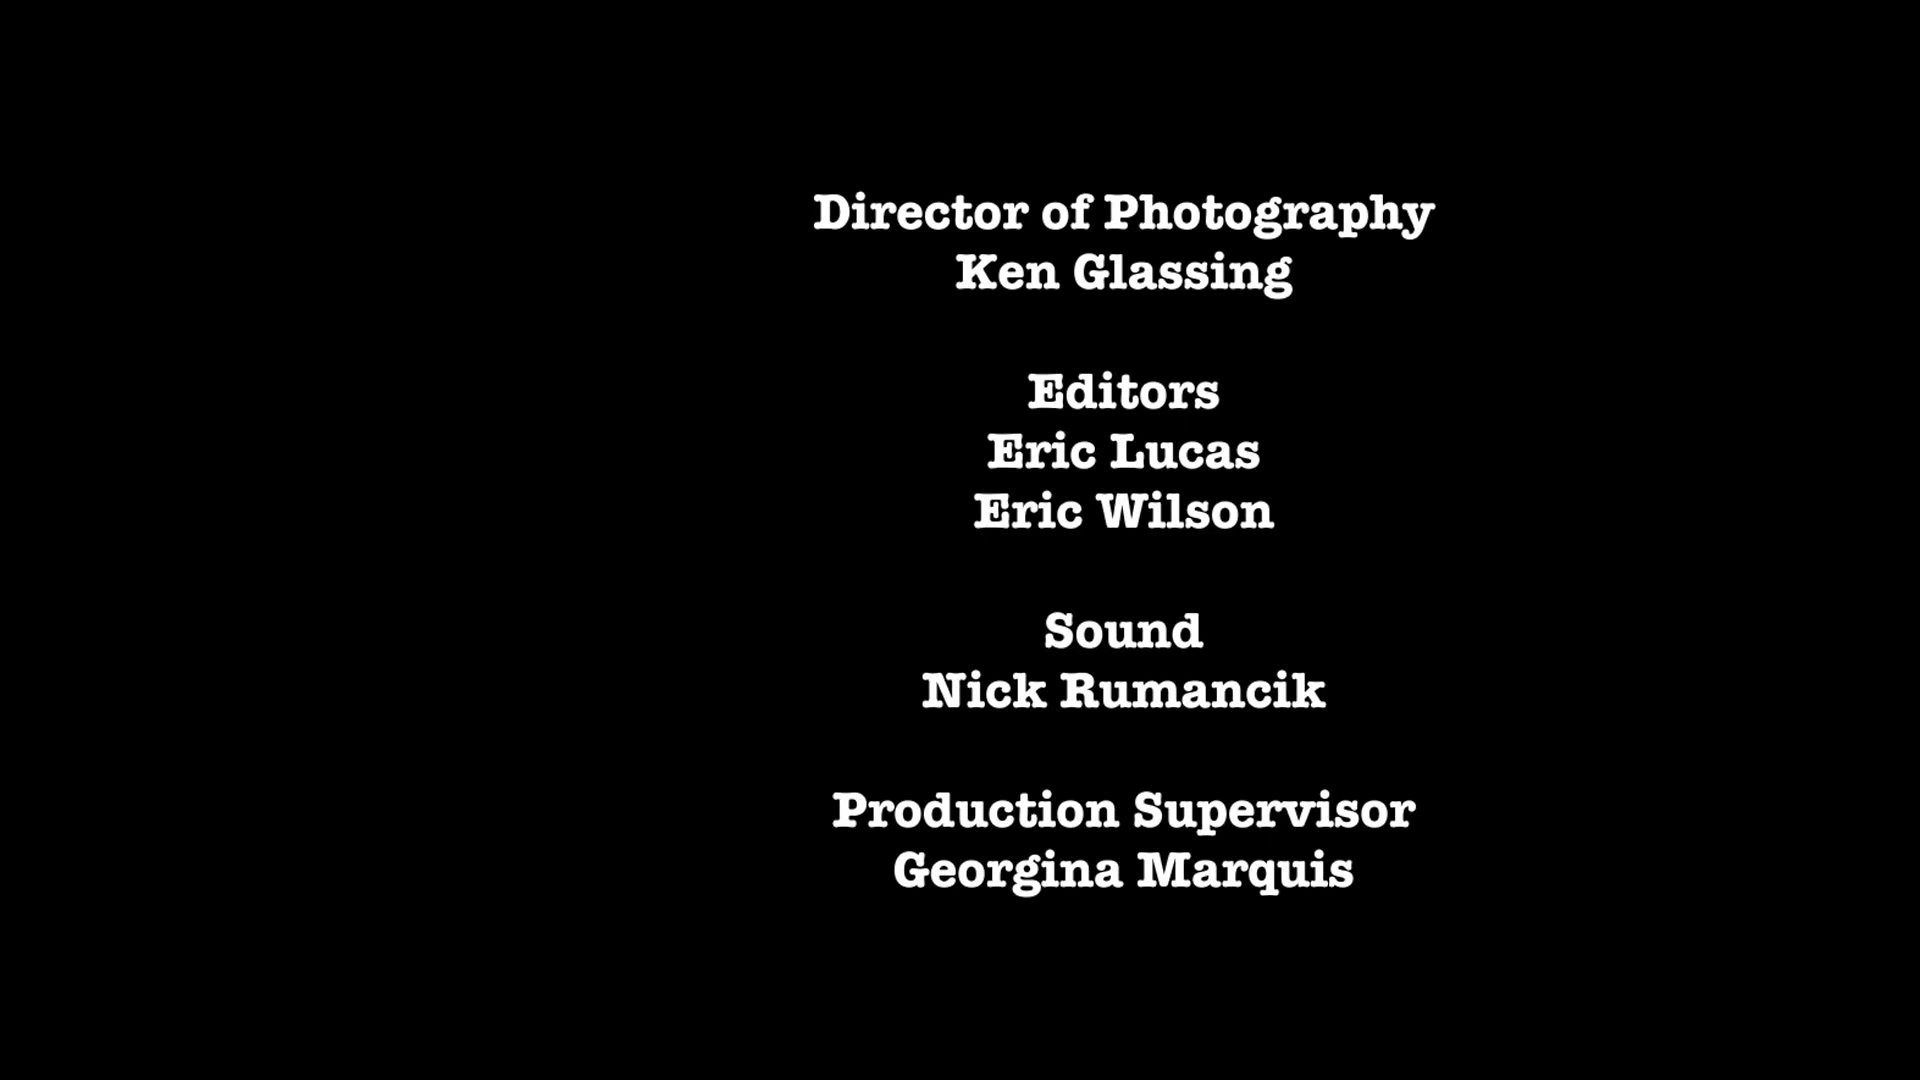 Director of Photography
Ken Glassing
Editors
Eric Lucas
Eric Wilson
Sound
Nick Rumancik
Production Supervisor
Georgina Marquis